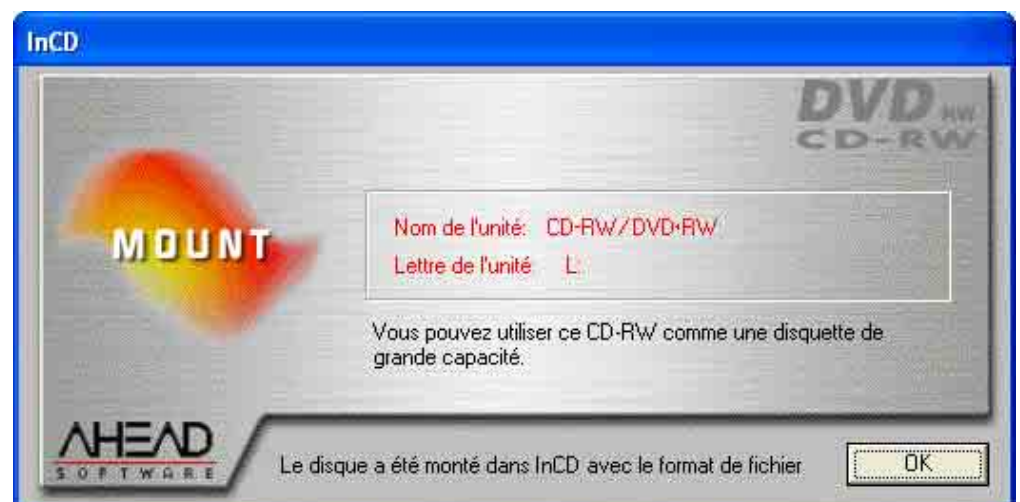 InCD
DVD RW
CD-RW
MOUNT
Nom de l'unité: CD-RW/DVD+RW
Lettre de l'unité L:
Vous pouvez utiliser ce CD-RW comme une disquette de
grande capacité.
AHEAD
SOFTWARE
Le disque a été monté dans InCD avec le format de fichier
OK